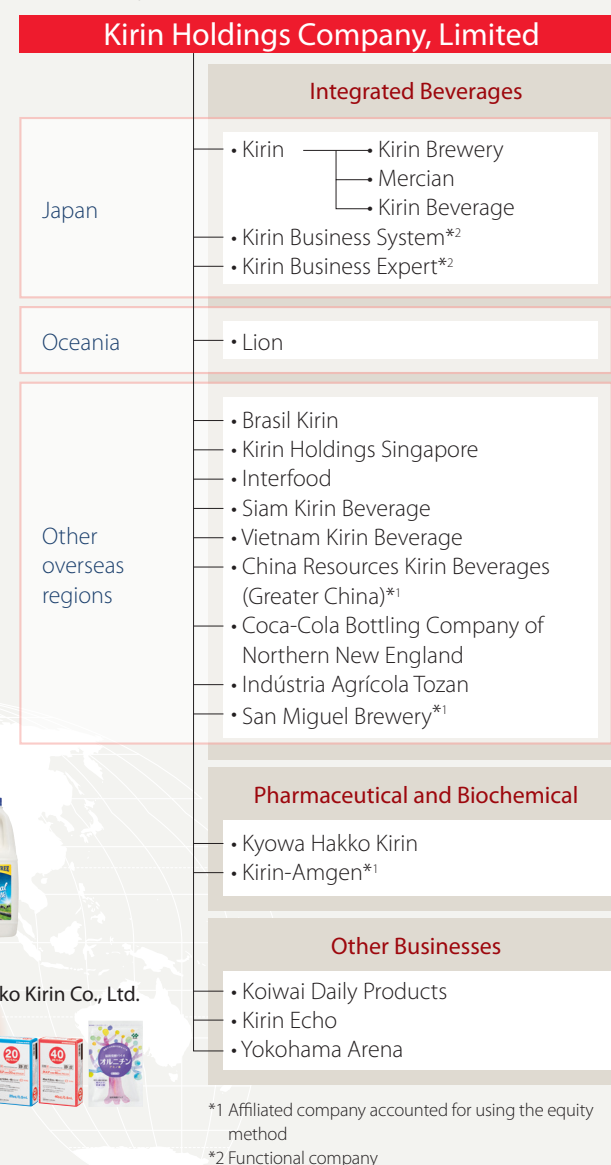 Kirin Holdings Company, Limited
Integrated Beverages
Japan
• Kirin
• Kirin Brewery
• Mercian
• Kirin Beverage
• Kirin Business System*2
• Kirin Business Expert*2
Oceania
• Lion
Other
overseas
regions
• Brasil Kirin
• Kirin Holdings Singapore
• Interfood
• Siam Kirin Beverage
• Vietnam Kirin Beverage
• China Resources Kirin Beverages
(Greater China)*1
• Coca-Cola Bottling Company of
Northern New England
• Indústria Agrícola Tozan
• San Miguel Brewery*1
Pharmaceutical and Biochemical
• Kyowa Hakko Kirin
• Kirin-Amgen*1
Other Businesses
• Koiwai Daily Products
• Kirin Echo
• Yokohama Arena
ko Kirin Co., Ltd.
20
40
オルニチン
*1 Affiliated company accounted for using the equity
method
*2 Functional company